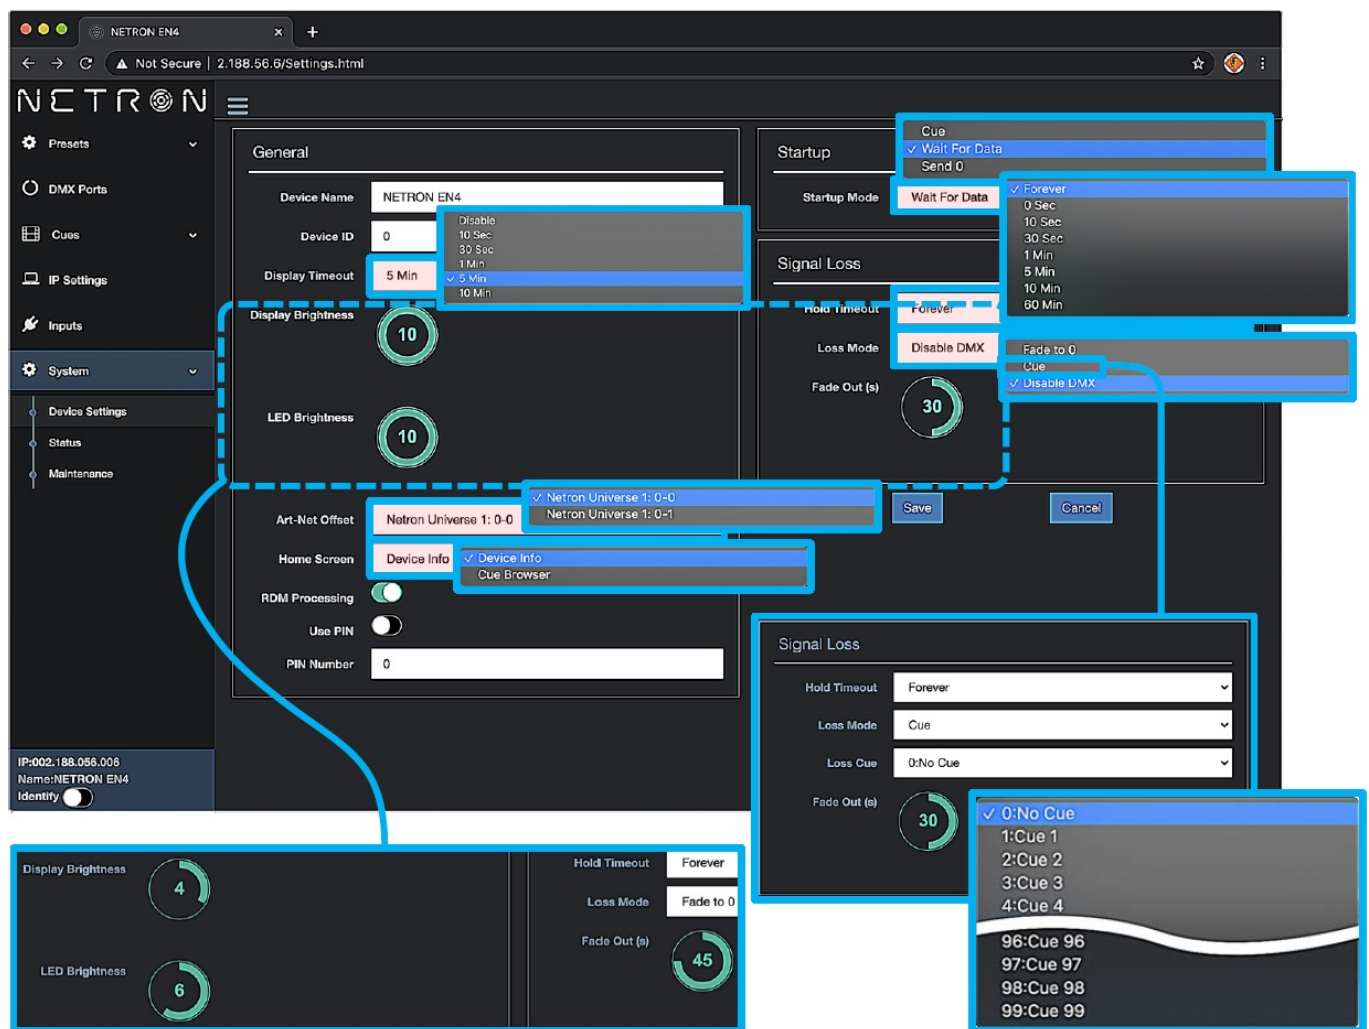 NETRON EN4
Not Secure | 2.188.56.6/Settings.html
NETRON
Presets
DMX Ports
Cues
IP Settings
Inputs
System
Device Settings
Status
Maintenance
IP:002.188.056.006
Name:NETRON EN4
Identify
General
Device Name NETRON EN4
Device ID 0
Display Timeout 5 Min
Disable
10 Sec
30 Sec
1 Min
✓ 5 Min
10 Min
Display Brightness 10
LED Brightness 10
Art-Net Offset Netron Universe 1: 0-0
✓ Netron Universe 1: 0-0
Netron Universe 1: 0-1
Home Screen Device Info
✓ Device Info
Cue Browser
RDM Processing
Use PIN
PIN Number 0
Startup
Startup Mode Wait For Data
Cue
✓ Wait For Data
Send 0
Signal Loss
Hold Timeout Forever
✓ Forever
0 Sec
10 Sec
30 Sec
1 Min
5 Min
10 Min
60 Min
Loss Mode Disable DMX
Fade to 0
Cue
✓ Disable DMX
Fade Out (s) 30
Save Cancel
Signal Loss
Hold Timeout Forever
Loss Mode Cue
Loss Cue 0:No Cue
Fade Out (s) 30
✓ 0:No Cue
1:Cue 1
2:Cue 2
3:Cue 3
4:Cue 4
96:Cue 96
97:Cue 97
98:Cue 98
99:Cue 99
Display Brightness 4
LED Brightness 6
Hold Timeout Forever
Loss Mode Fade to 0
Fade Out (s) 45